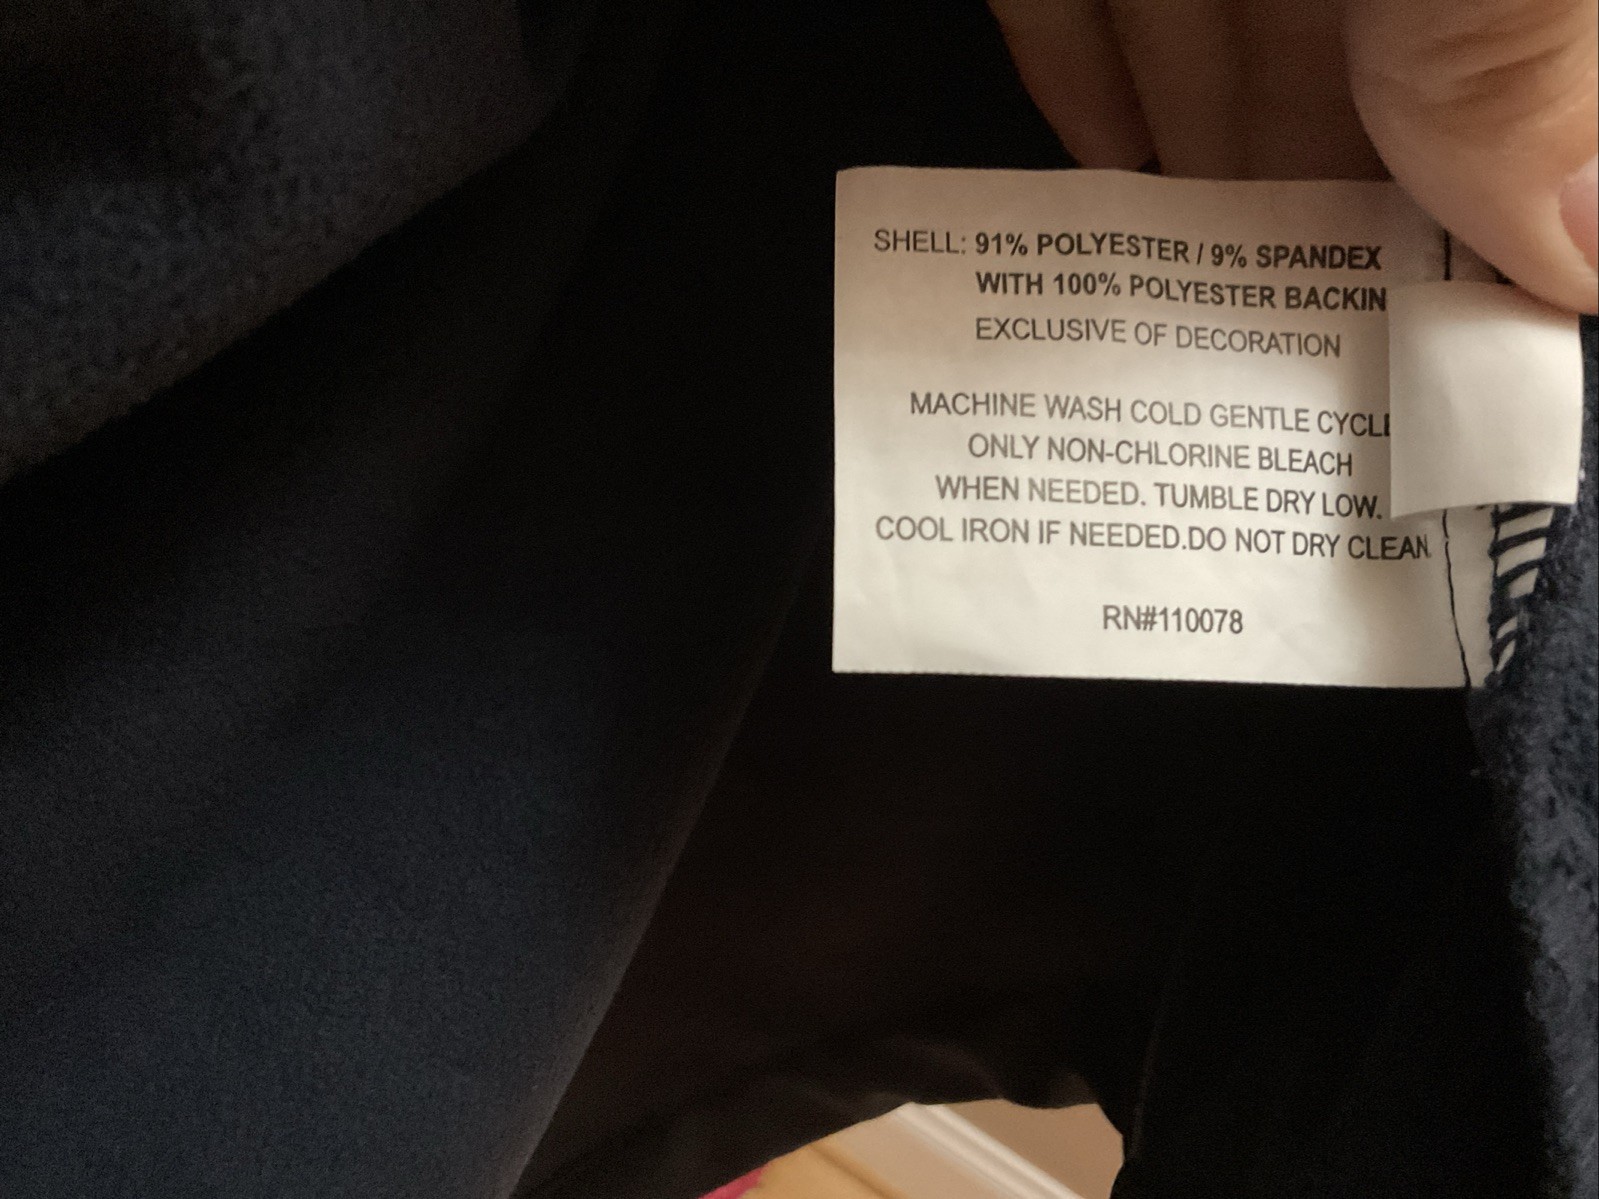 SHELL: 91% POLYESTER / 9% SPANDEX
WITH 100% POLYESTER BACKIN
EXCLUSIVE OF DECORATION
MACHINE WASH COLD GENTLE CYCL
ONLY NON-CHLORINE BLEACH
WHEN NEEDED. TUMBLE DRY LOW.
COOL IRON IF NEEDED.DO NOT DRY CLEAN
RN#110078